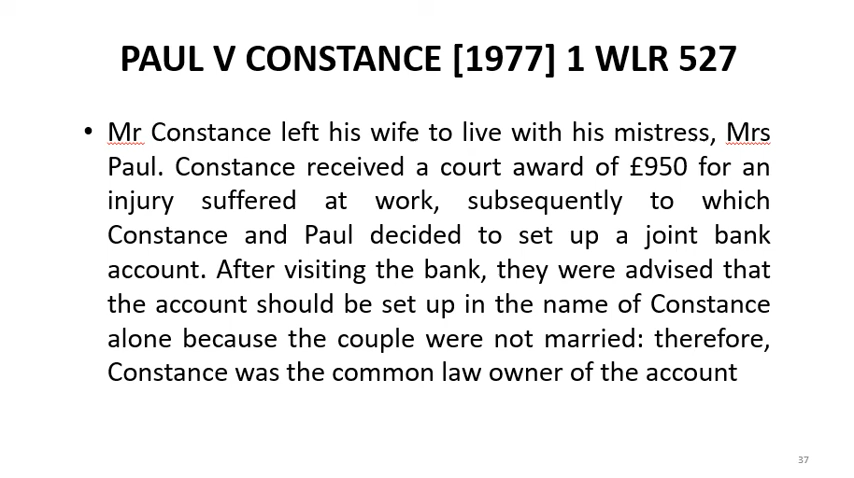 PAUL V CONSTANCE [1977] 1 WLR 527
• Mr Constance left his wife to live with his mistress, Mrs
Paul. Constance received a court award of £950 for an
injury suffered at work, subsequently to which
Constance and Paul decided to set up a joint bank
account. After visiting the bank, they were advised that
the account should be set up in the name of Constance
alone because the couple were not married: therefore,
Constance was the common law owner of the account
37